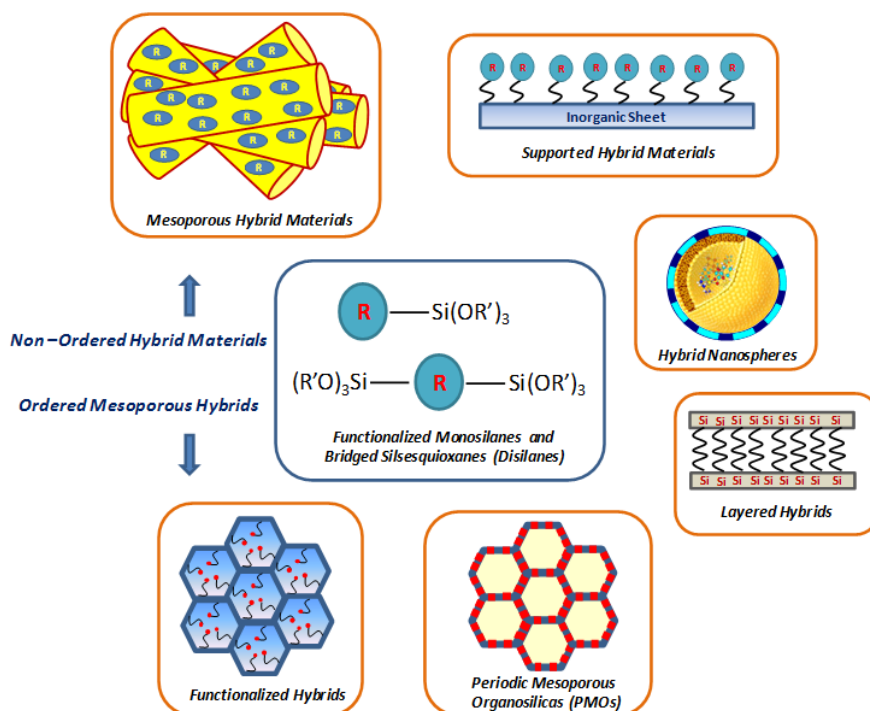 R
R R R
R R R
R R R R
R R R
R R
R
Mesoporous Hybrid Materials
R R R R R R R R
Inorganic Sheet
Supported Hybrid Materials
Hybrid Nanospheres
Non –Ordered Hybrid Materials
Ordered Mesoporous Hybrids
R Si(OR’)₃
(R’O)₃Si R Si(OR’)₃
Functionalized Monosilanes and
Bridged Silsesquioxanes (Disilanes)
Si Si Si Si Si Si Si Si Si
Si Si Si Si Si Si Si Si Si
Layered Hybrids
Functionalized Hybrids
Periodic Mesoporous
Organosilicas (PMOs)